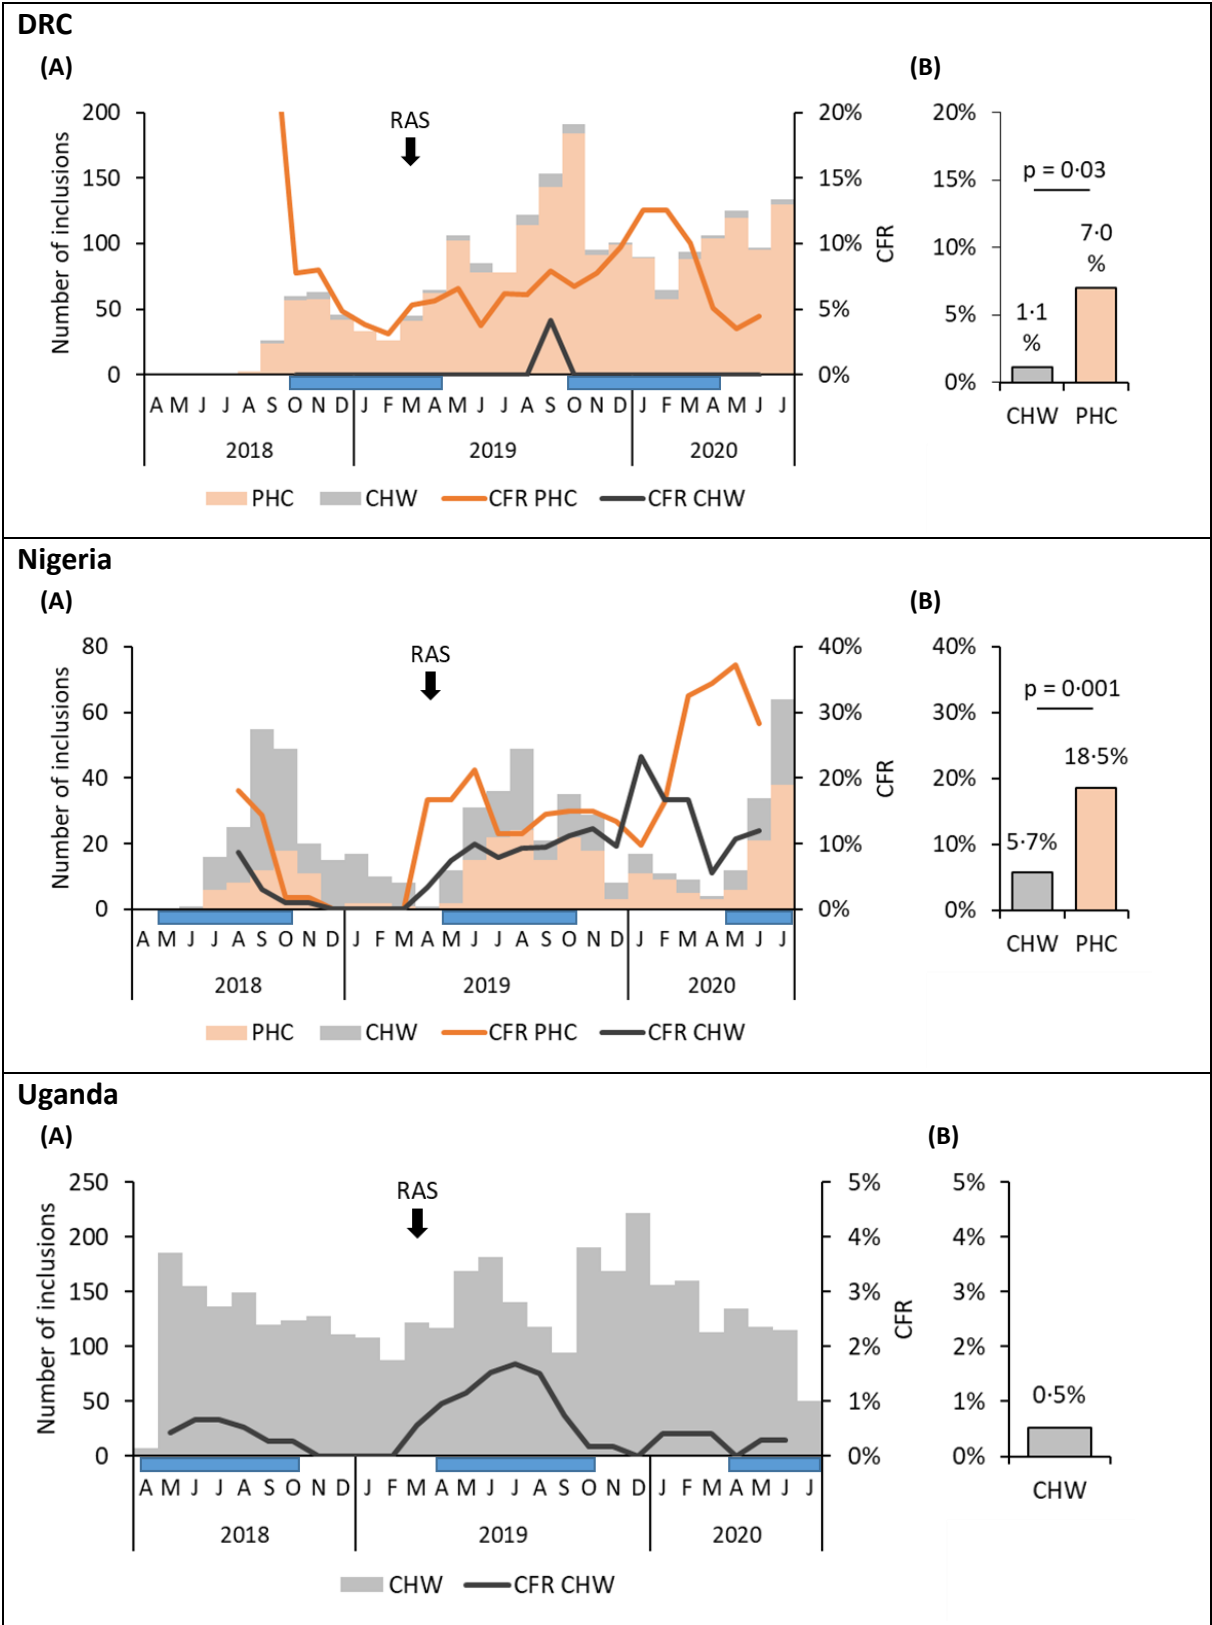 DRC
(A)
(B)
Number of inclusions
200
150
100
50
0
RAS
20%
15%
10%
5%
0%
CFR
A M J J A S O N D J F M A M J J A S O N D J F M A M J J
2018 2019 2020
PHC CHW CFR PHC CFR CHW
20%
15%
10%
5%
0%
p = 0·03
1·1
%
7·0
%
CHW PHC
Nigeria
(A)
(B)
Number of inclusions
80
60
40
20
0
RAS
40%
30%
20%
10%
0%
CFR
A M J J A S O N D J F M A M J J A S O N D J F M A M J J
2018 2019 2020
PHC CHW CFR PHC CFR CHW
40%
30%
20%
10%
0%
p = 0·001
5·7%
18·5%
CHW PHC
Uganda
(A)
(B)
Number of inclusions
250
200
150
100
50
0
RAS
5%
4%
3%
2%
1%
0%
CFR
A M J J A S O N D J F M A M J J A S O N D J F M A M J J
2018 2019 2020
CHW CFR CHW
5%
4%
3%
2%
1%
0%
0·5%
CHW